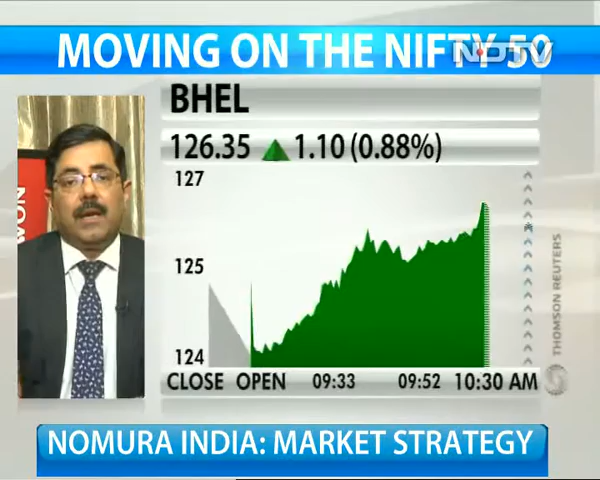 MOVING ON THE NIFTY 50
NDTV
BHEL
126.35 ▲ 1.10 (0.88%)
127
125
124
CLOSE OPEN 09:33 09:52 10:30 AM
THOMSON REUTERS
NOMURA INDIA: MARKET STRATEGY